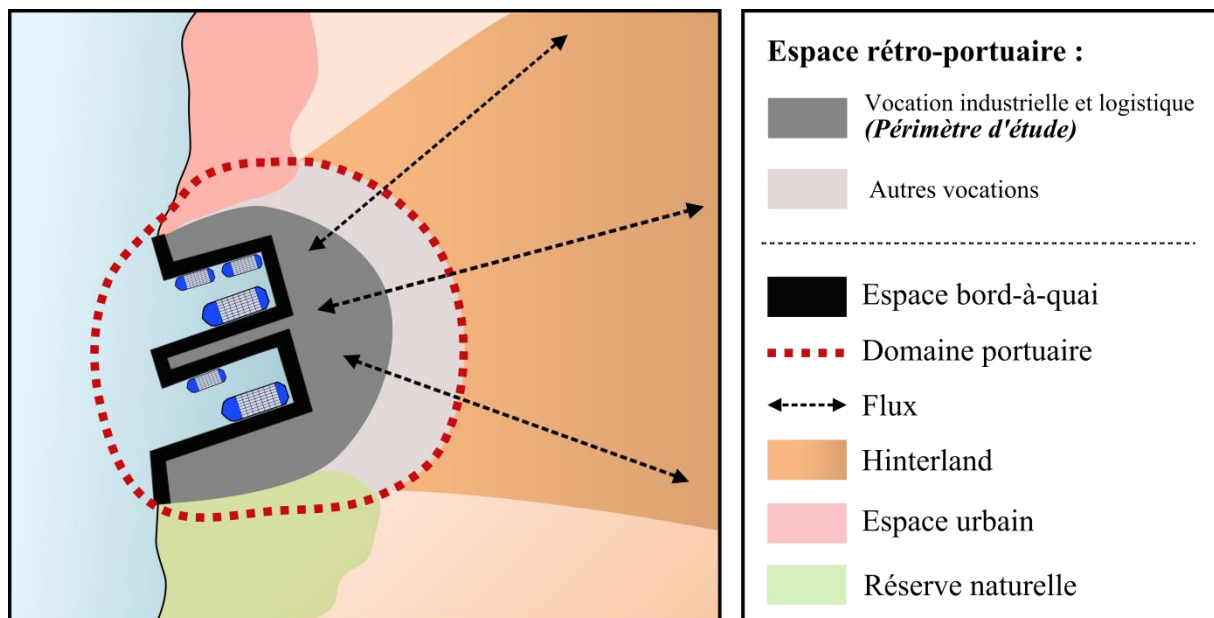 Espace rétro-portuaire :
Vocation industrielle et logistique
(Périmètre d'étude)
Autres vocations
Espace bord-à-quai
Domaine portuaire
Flux
Hinterland
Espace urbain
Réserve naturelle